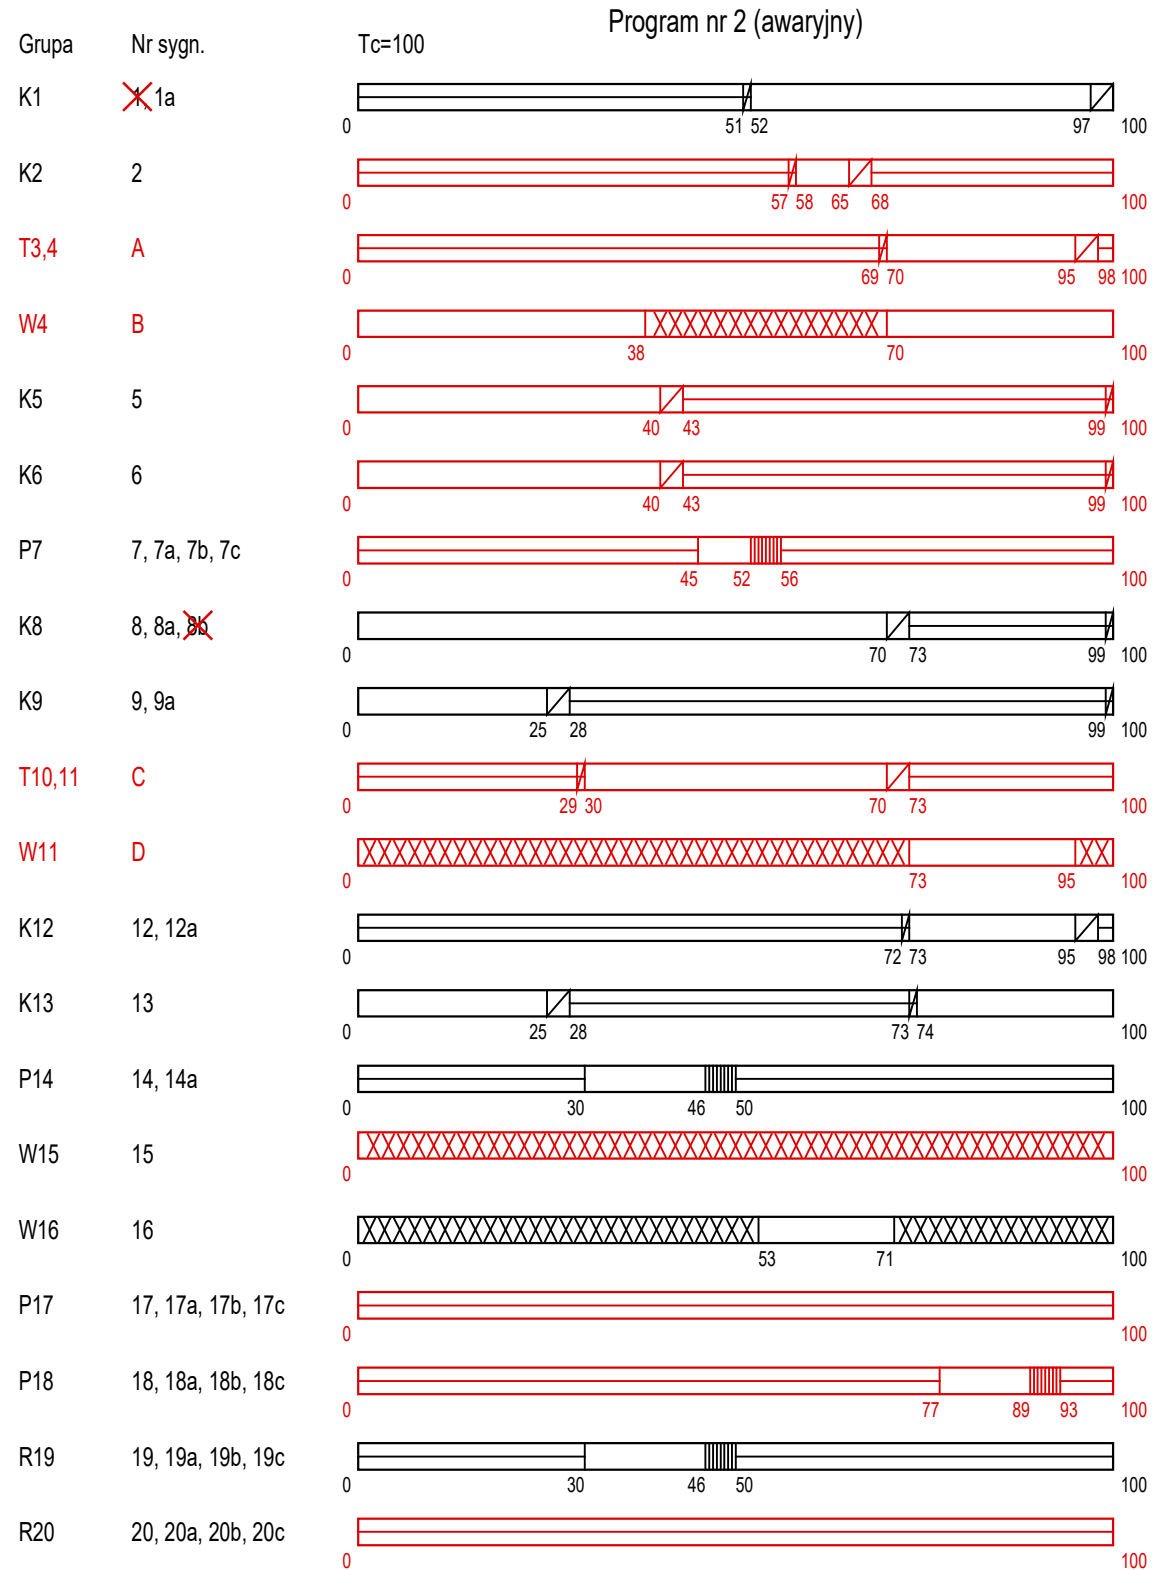 Program nr 2 (awaryjny)
Grupa Nr sygn. Tc=100
K1 1, 1a
0 51 52 97 100
K2 2
0 57 58 65 68 100
T3,4 A
0 69 70 95 98 100
W4 B
0 38 70 100
K5 5
0 40 43 99 100
K6 6
0 40 43 99 100
P7 7, 7a, 7b, 7c
0 45 52 56 100
K8 8, 8a, 8b
0 70 73 99 100
K9 9, 9a
0 25 28 99 100
T10,11 C
0 29 30 70 73 100
W11 D
0 73 95 100
K12 12, 12a
0 72 73 95 98 100
K13 13
0 25 28 73 74 100
P14 14, 14a
0 30 46 50 100
W15 15
0 100
W16 16
0 53 71 100
P17 17, 17a, 17b, 17c
0 100
P18 18, 18a, 18b, 18c
0 77 89 93 100
R19 19, 19a, 19b, 19c
0 30 46 50 100
R20 20, 20a, 20b, 20c
0 100